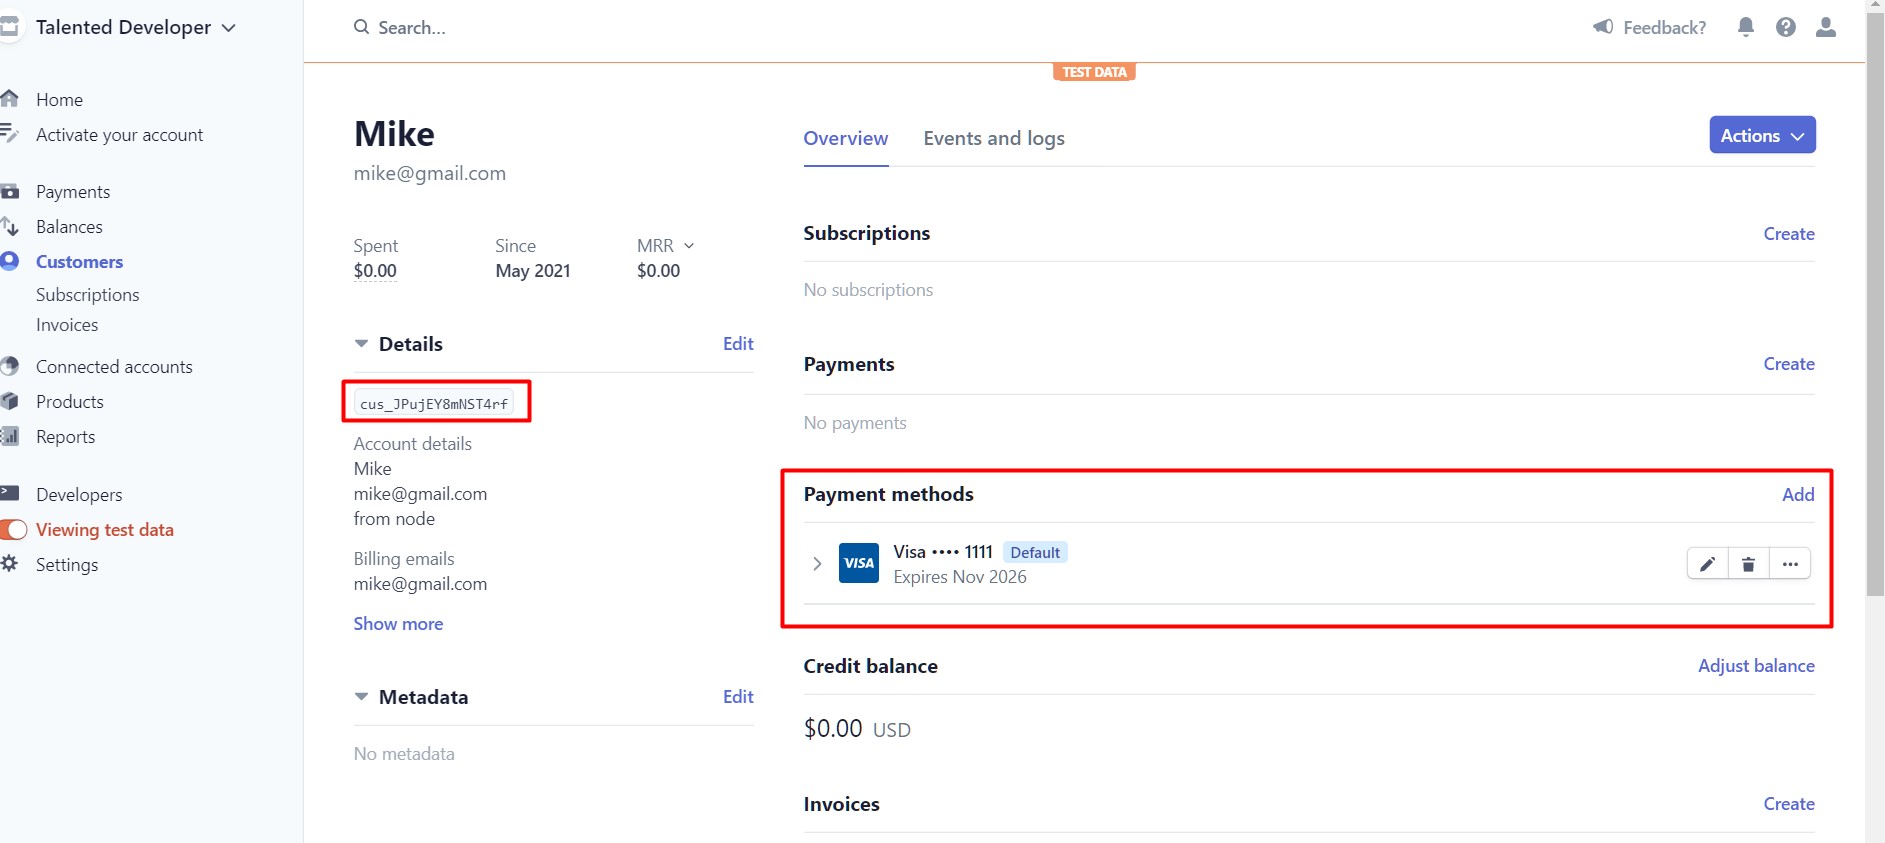 Talented Developer
Search...
Feedback?
TEST DATA
Home
Activate your account
Payments
Balances
Customers
Subscriptions
Invoices
Connected accounts
Products
Reports
Developers
Viewing test data
Settings
Mike
mike@gmail.com
Spent Since MRR
$0.00 May 2021 $0.00
Details Edit
cus_JPujEY8mNST4rf
Account details
Mike
mike@gmail.com
from node
Billing emails
mike@gmail.com
Show more
Metadata Edit
No metadata
Overview Events and logs Actions
Subscriptions Create
No subscriptions
Payments Create
No payments
Payment methods Add
VISA
Visa •••• 1111 Default
Expires Nov 2026
Credit balance Adjust balance
$0.00 USD
Invoices Create